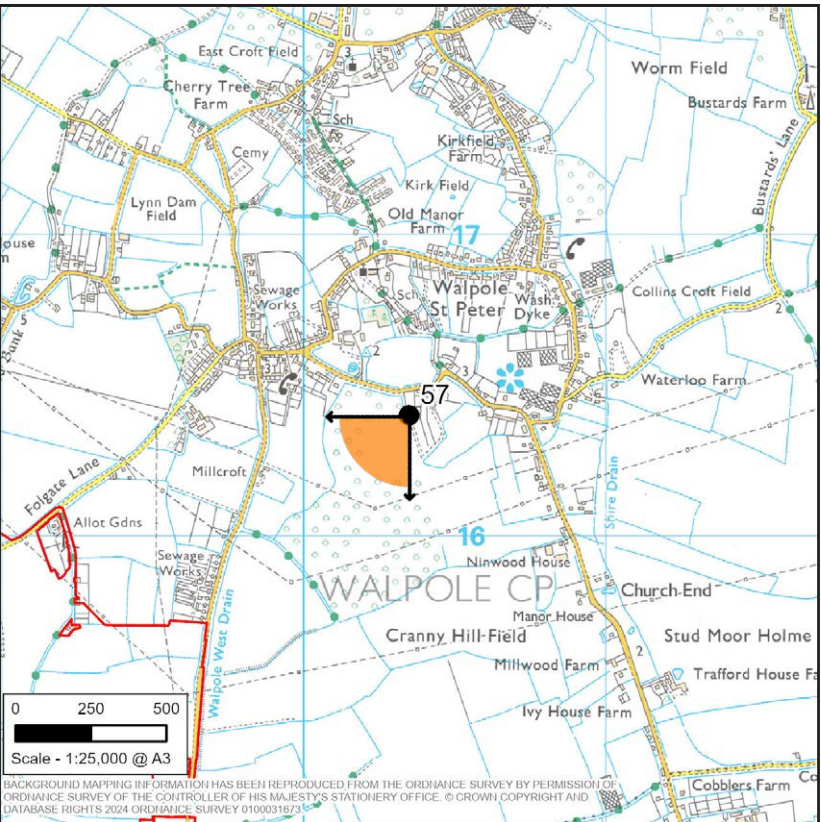 East Croft Field
3
Worm Field
Cherry Tree
Farm
Bustards Farm
Sch
Cemy
Kirkfield
Farm
Bustards' Lane
Kirk Field
Lynn Dam
Field
Old Manor
Farm
17
ouse
m
Sewage
Works
Sch
Walpole
St Peter
Wash
Dyke
Collins Croft Field
2
5
Bank
3
2
3
Waterloo Farm
57
Folgate Lane
Millcroft
Shire Drain
Allot Gdns
16
Sewage
Works
Ninwood House
WALPOLE CP
Church End
Manor House
Walpole West Drain
Cranny Hill Field
2
Stud Moor Holme
Millwood Farm
Trafford House Fa
Ivy House Farm
0 250 500
Scale - 1:25,000 @ A3
Cobblers Farm
Co
BACKGROUND MAPPING INFORMATION HAS BEEN REPRODUCED FROM THE ORDNANCE SURVEY BY PERMISSION OF
ORDNANCE SURVEY OF THE CONTROLLER OF HIS MAJESTY'S STATIONERY OFFICE. © CROWN COPYRIGHT AND
DATABASE RIGHTS 2024 ORDNANCE SURVEY 0100031673